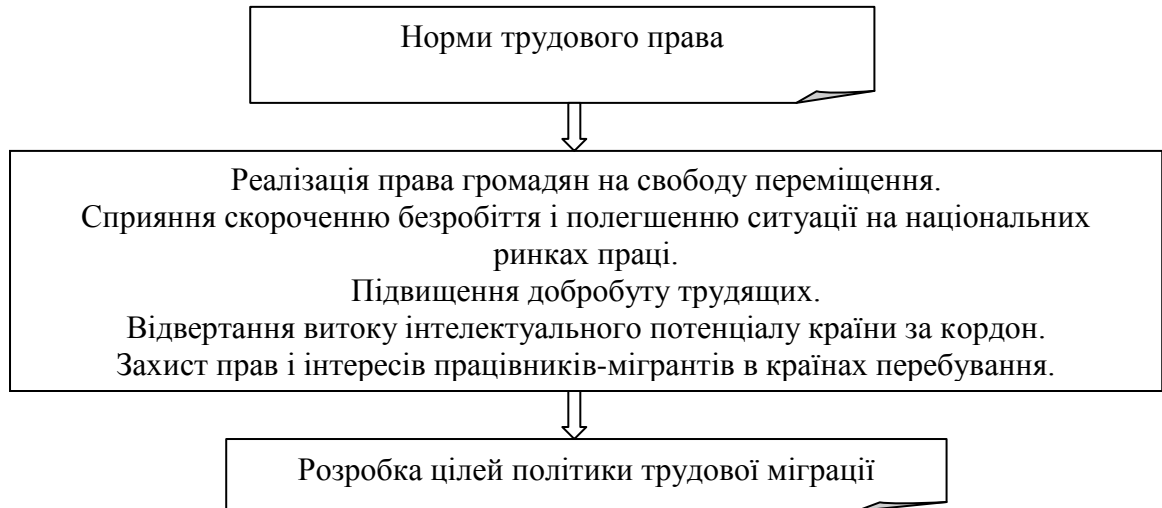 Норми трудового права
Реалізація права громадян на свободу переміщення.
Сприяння скороченню безробіття і полегшенню ситуації на національних
ринках праці.
Підвищення добробуту трудящих.
Відвертання витоку інтелектуального потенціалу країни за кордон.
Захист прав і інтересів працівників-мігрантів в країнах перебування.
Розробка цілей політики трудової міграції